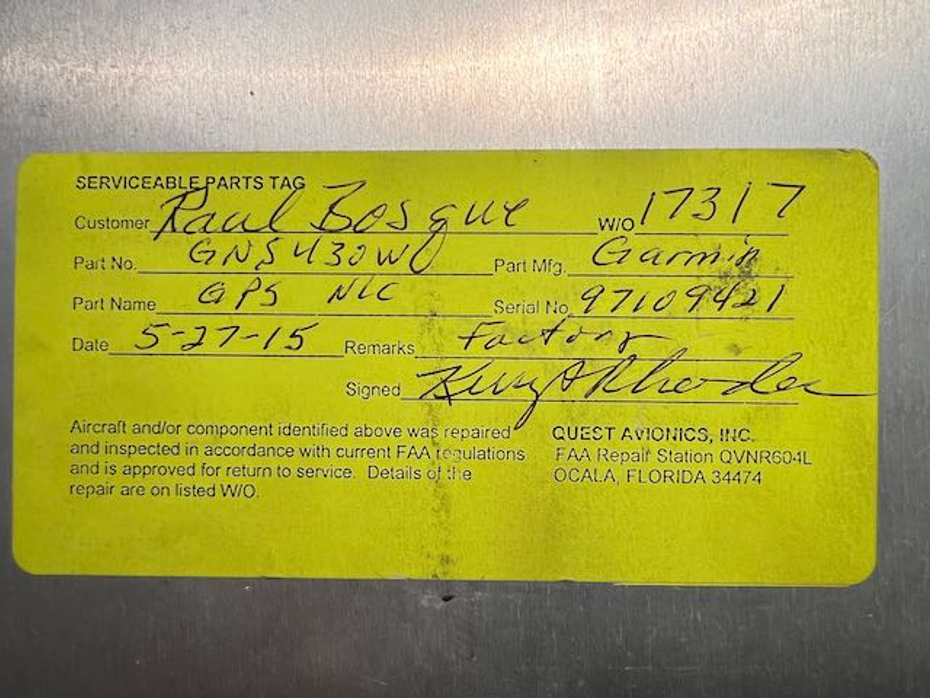 SERVICEABLE PARTS TAG
Customer Raul Bosque W/O 17317
Part No. GNS430W Part Mfg. Garmin
Part Name GPS N/C Serial No 97109421
Date 5-27-15 Remarks Factory
Signed Rhoden
Aircraft and/or component identified above was repaired
and inspected in accordance with current FAA regulations
and is approved for return to service. Details of the
repair are on listed W/O.
QUEST AVIONICS, INC.
FAA Repair Station QVNR604L
OCALA, FLORIDA 34474